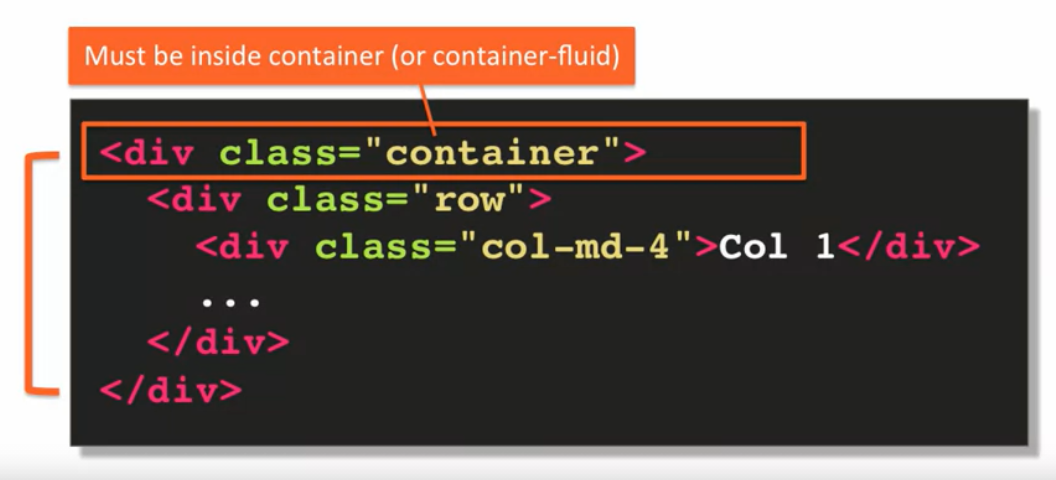 Must be inside container (or container-fluid)
<div class="container">
<div class="row">
<div class="col-md-4">Col 1</div>
...
</div>
</div>